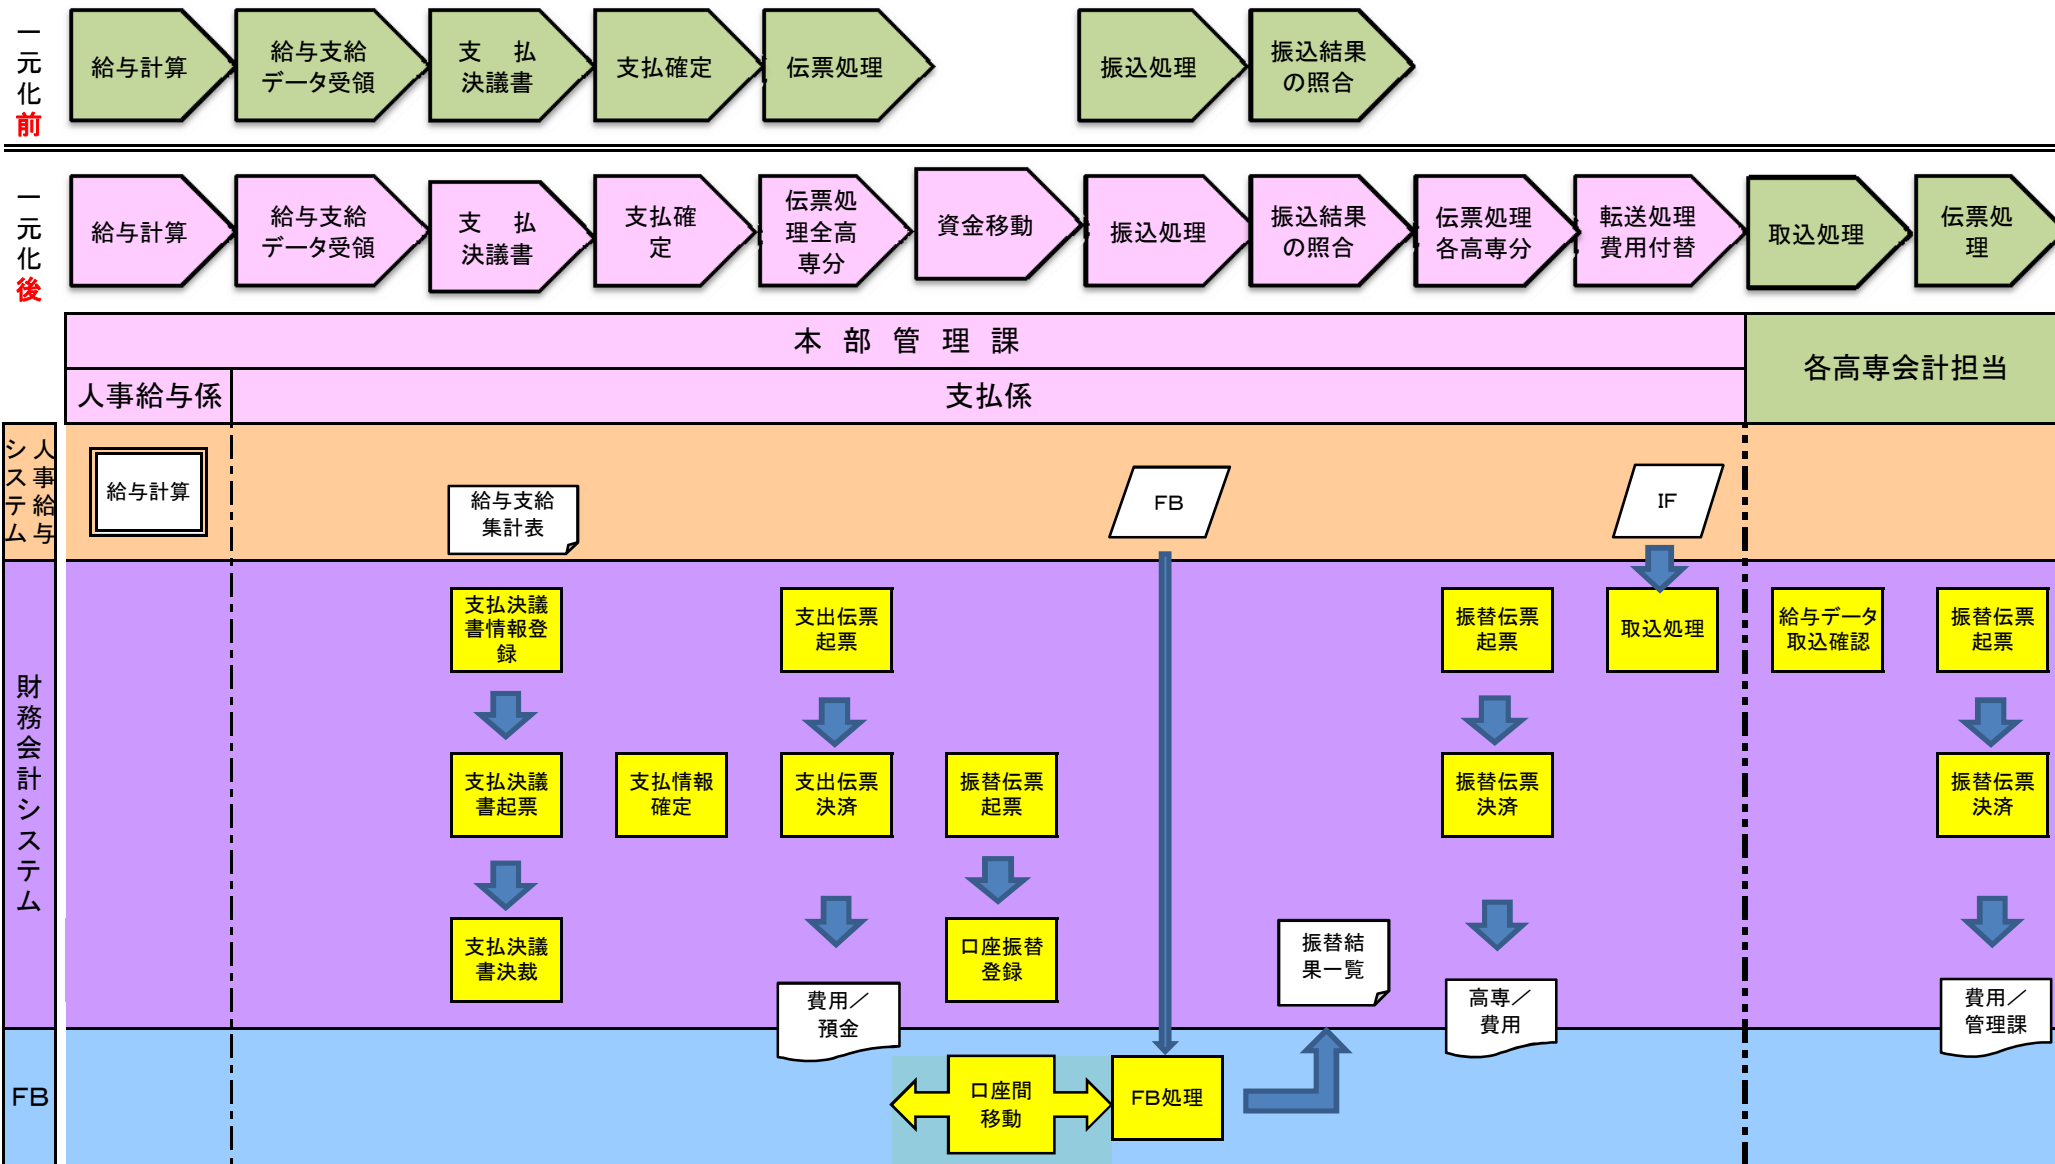 一元化前
給与計算
給与支給
データ受領
支　払
決議書
支払確定
伝票処理
振込処理
振込結果
の照合
一元化後
給与計算
給与支給
データ受領
支　払
決議書
支払確
定
伝票処
理全高
専分
資金移動
振込処理
振込結果
の照合
伝票処理
各高専分
転送処理
費用付替
取込処理
伝票処
理
本部管理課
各高専会計担当
人事給与係
支払係
人事給与
システム
給与計算
給与支給
集計表
FB
IF
財務会計システム
支払決議
書情報登
録
支出伝票
起票
振替伝票
起票
取込処理
給与データ
取込確認
振替伝票
起票
支払決議
書起票
支払情報
確定
支出伝票
決済
振替伝票
起票
振替伝票
決済
振替伝票
決済
支払決議
書決裁
口座振替
登録
振替結
果一覧
費用／
預金
高専／
費用
費用／
管理課
FB
口座間
移動
FB処理